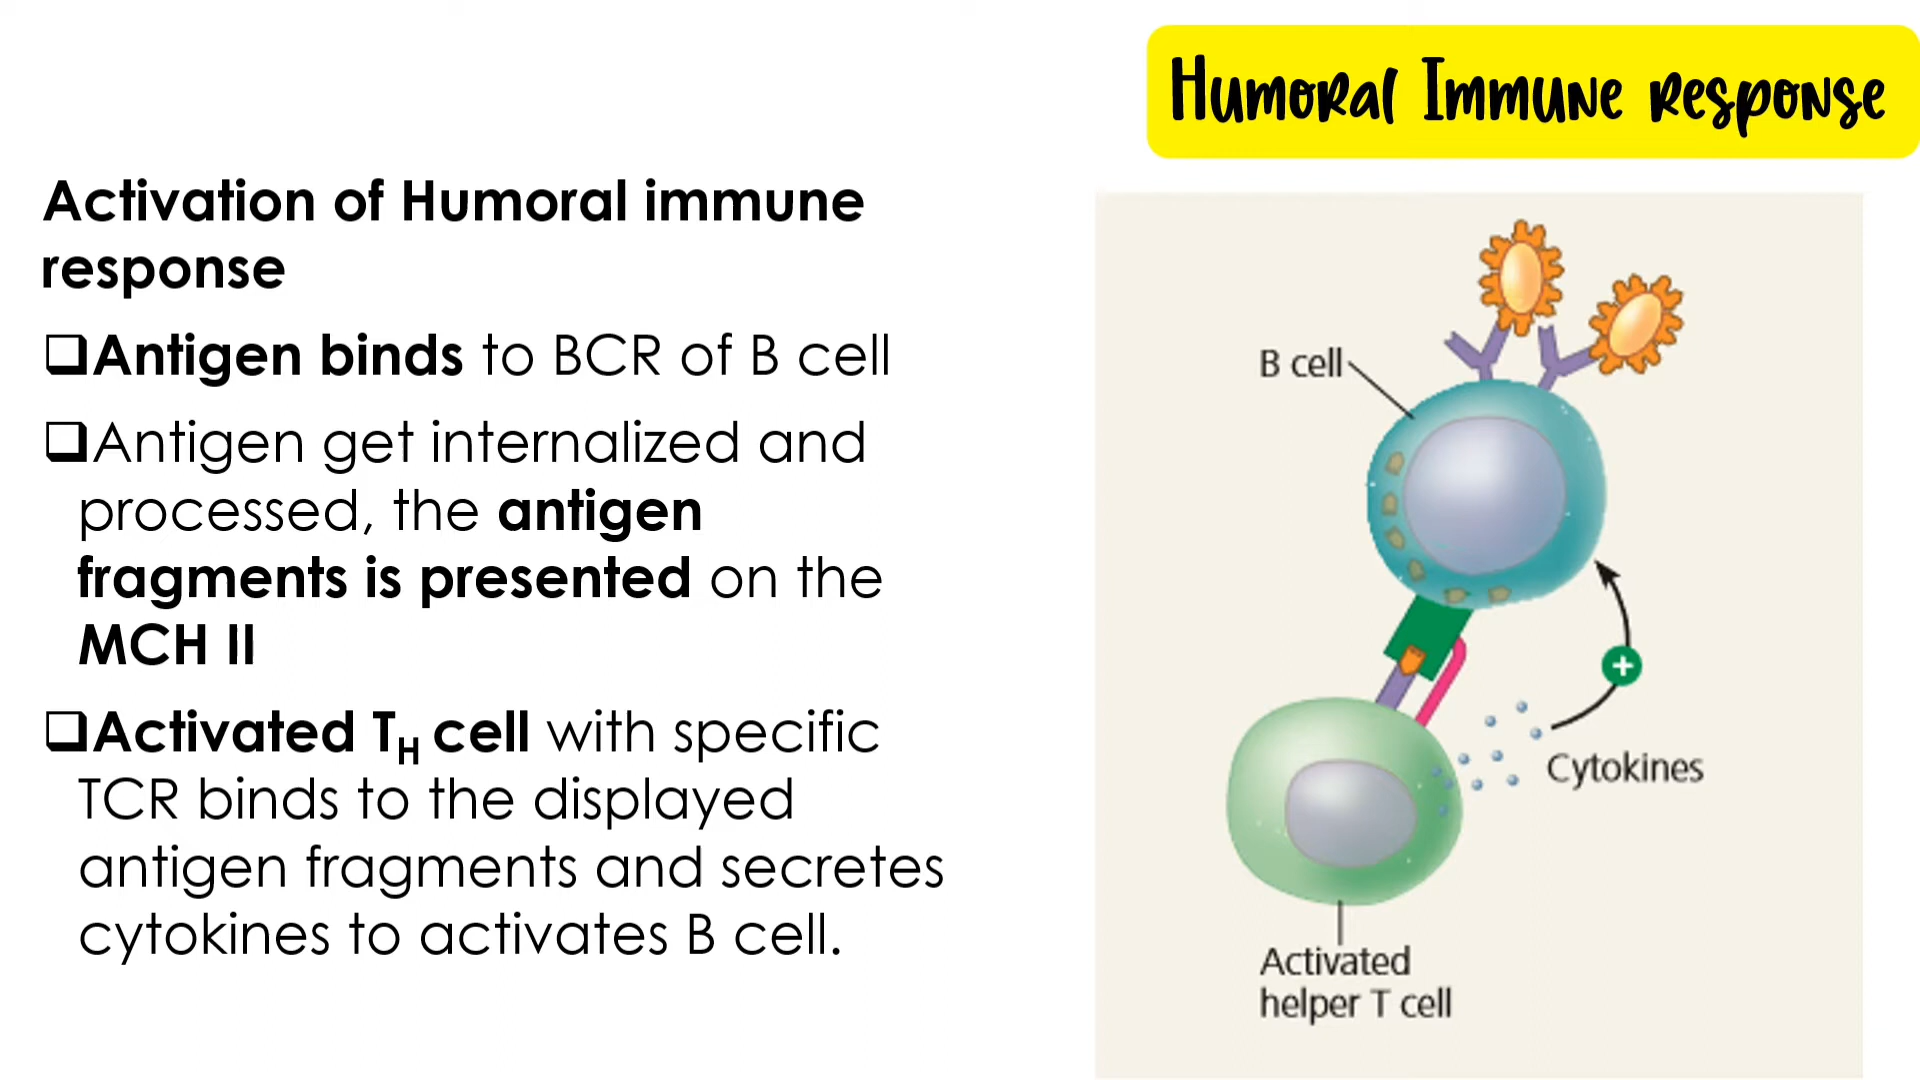 Humoral Immune response
Activation of Humoral immune
response
❑Antigen binds to BCR of B cell
❑Antigen get internalized and
processed, the antigen
fragments is presented on the
MCH II
❑Activated TH cell with specific
TCR binds to the displayed
antigen fragments and secretes
cytokines to activates B cell.
B cell
+
Cytokines
Activated
helper T cell